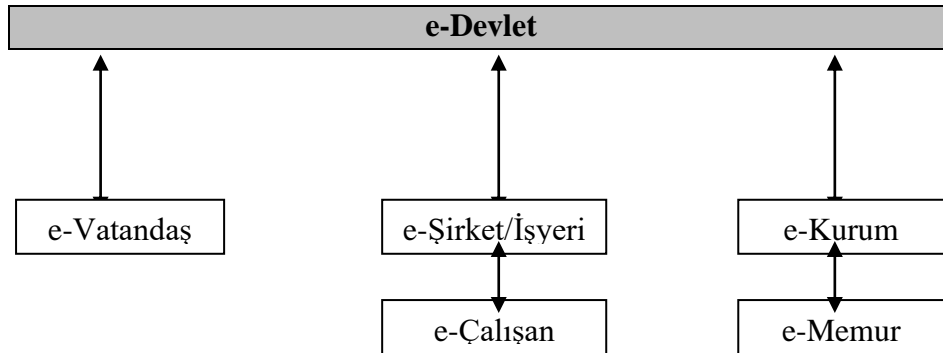 e-Devlet
e-Vatandaş
e-Şirket/İşyeri
e-Kurum
e-Çalışan
e-Memur